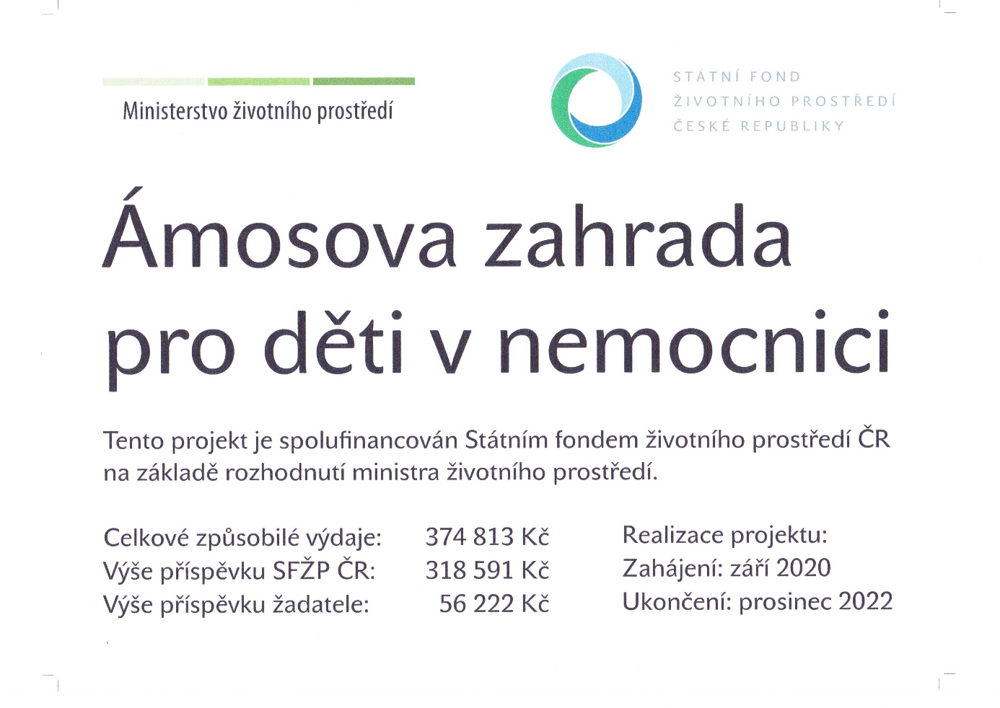 Ministerstvo životního prostředí
STÁTNÍ FOND
ŽIVOTNÍHO PROSTŘEDÍ
ČESKÉ REPUBLIKY
Ámosova zahrada
pro děti v nemocnici
Tento projekt je spolufinancován Státním fondem životního prostředí ČR
na základě rozhodnutí ministra životního prostředí.
Celkové způsobilé výdaje: 374 813 Kč
Výše příspěvku SFŽP ČR: 318 591 Kč
Výše příspěvku žadatele: 56 222 Kč
Realizace projektu:
Zahájení: září 2020
Ukončení: prosinec 2022